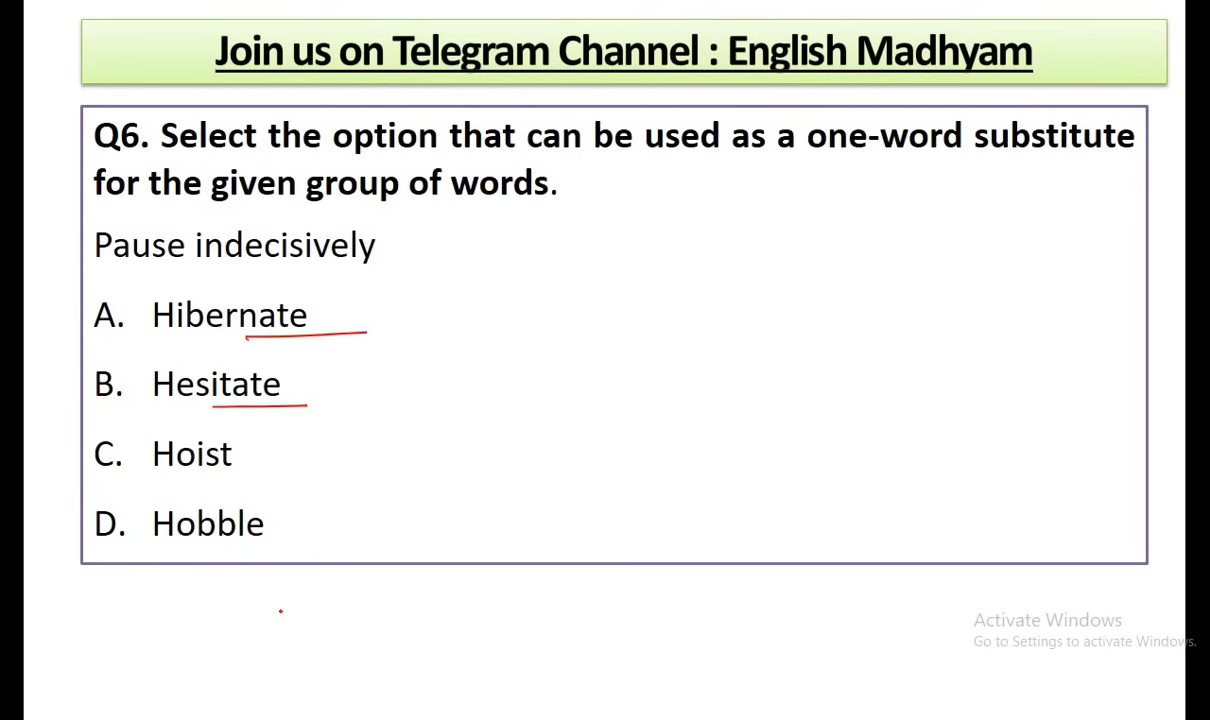 Join us on Telegram Channel : English Madhyam
Q6. Select the option that can be used as a one-word substitute
for the given group of words.
Pause indecisively
A. Hibernate
B. Hesitate
C. Hoist
D. Hobble
Activate Windows
Go to Settings to activate Windows.